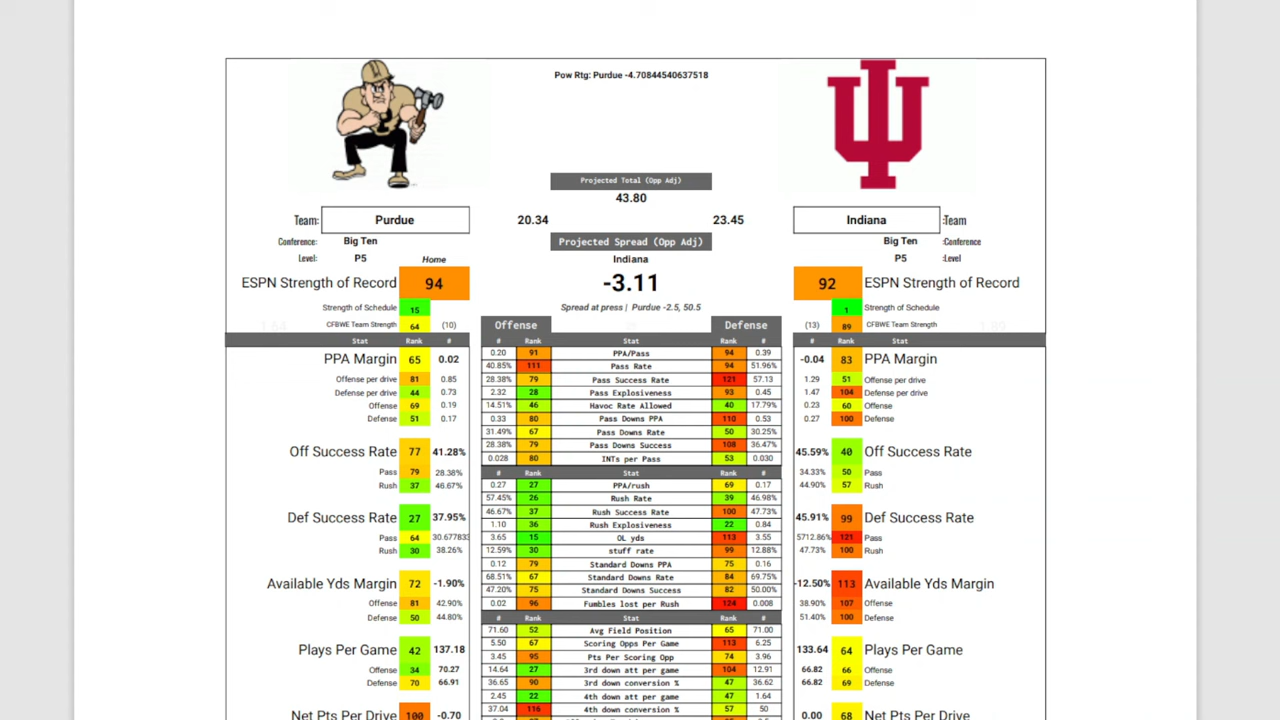 Pow Rtg: Purdue -4.70844540637518
Projected Total (Opp Adj)
43.80
Team: Purdue 20.34 23.45 Indiana :Team
Conference: Big Ten Projected Spread (Opp Adj) Big Ten :Conference
Level: P5 Home Indiana P5 :Level
ESPN Strength of Record 94 -3.11 92 ESPN Strength of Record
Strength of Schedule 15 Spread at press | Purdue -2.5, 50.5 1 Strength of Schedule
CFBWE Team Strength 64 (10) Offense Defense (13) 89 CFBWE Team Strength
Stat Rank # # Rank Stat Rank # # Rank Stat
PPA Margin 65 0.02 0.20 91 PPA/Pass 94 0.39 -0.04 83 PPA Margin
40.85% 111 Pass Rate 94 51.96%
Offense per drive 81 0.85 28.38% 79 Pass Success Rate 121 57.13 1.29 51 Offense per drive
Defense per drive 44 0.73 2.32 28 Pass Explosiveness 93 0.45 1.47 104 Defense per drive
Offense 69 0.19 14.51% 46 Havoc Rate Allowed 40 17.79% 0.23 60 Offense
Defense 51 0.17 0.33 80 Pass Downs PPA 110 0.53 0.27 100 Defense
31.49% 67 Pass Downs Rate 50 30.25%
Off Success Rate 77 41.28% 28.38% 79 Pass Downs Success 108 36.47% 45.59% 40 Off Success Rate
0.028 80 INTs per Pass 53 0.030
Pass 79 28.38% # Rank Stat Rank # 34.33% 50 Pass
Rush 37 46.67% 0.27 27 PPA/rush 69 0.17 44.90% 57 Rush
57.45% 26 Rush Rate 39 46.98%
Def Success Rate 27 37.95% 46.67% 37 Rush Success Rate 100 47.73% 45.91% 99 Def Success Rate
1.10 36 Rush Explosiveness 22 0.84
Pass 64 30.677833 3.65 15 OL yds 113 3.55 5712.86% 121 Pass
Rush 30 38.26% 12.59% 30 stuff rate 99 12.88% 47.73% 100 Rush
0.12 79 Standard Downs PPA 75 0.16
Available Yds Margin 72 -1.90% 68.51% 67 Standard Downs Rate 84 69.75% -12.50% 113 Available Yds Margin
47.20% 75 Standard Downs Success 82 50.00%
Offense 81 42.90% 0.02 96 Fumbles lost per Rush 124 0.008 38.90% 107 Offense
Defense 50 44.80% # Rank Stat Rank # 51.40% 100 Defense
71.60 52 Avg Field Position 65 71.00
Plays Per Game 42 137.18 5.50 67 Scoring Opps Per Game 113 6.25 133.64 64 Plays Per Game
3.45 95 Pts Per Scoring Opp 74 3.96
Offense 34 70.27 14.64 27 3rd down att per game 104 12.91 66.82 66 Offense
Defense 70 66.91 36.65 90 3rd down conversion % 47 36.62 66.82 69 Defense
2.45 22 4th down att per game 47 1.64
Net Pts Per Drive 100 -0.70 37.04 116 4th down conversion % 57 50 0.00 68 Net Pts Per Drive